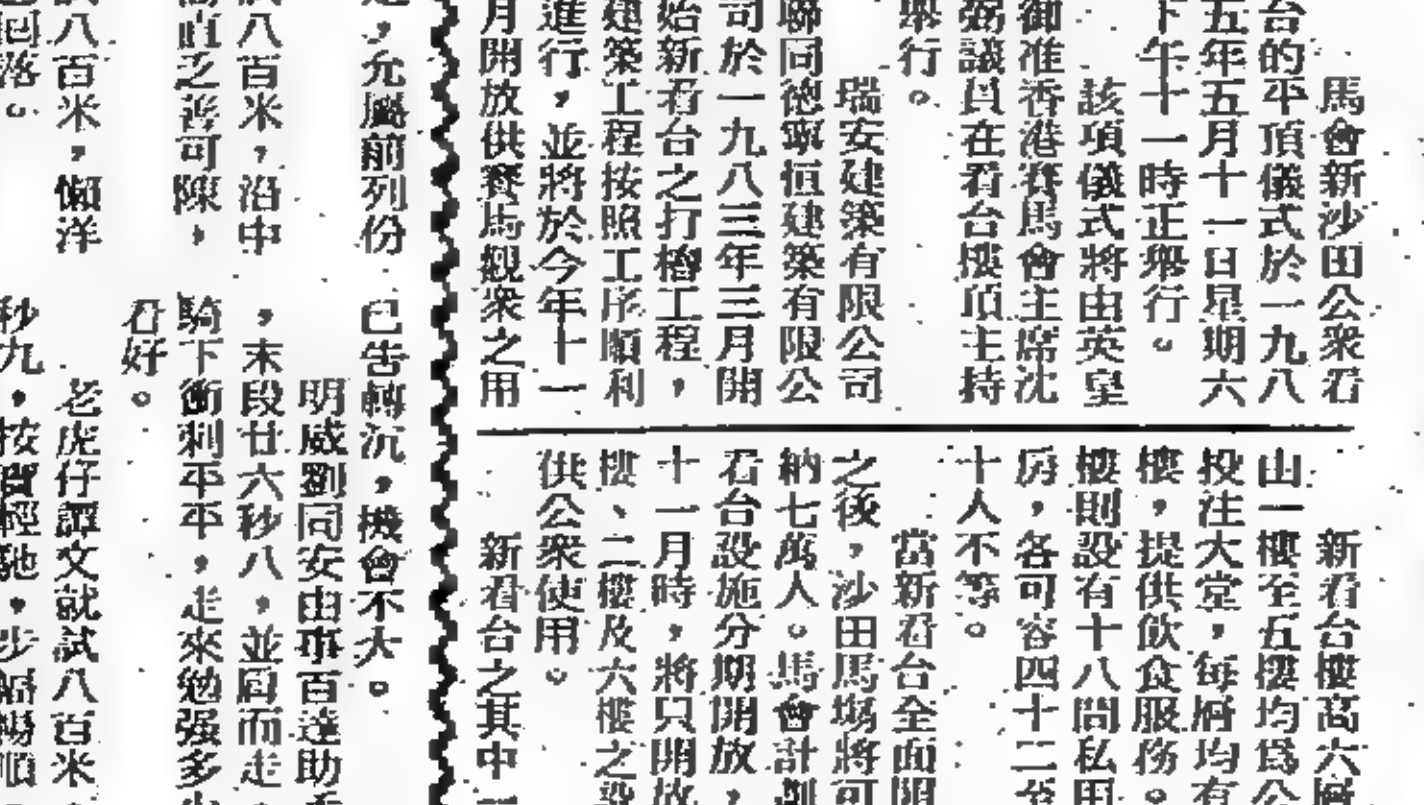 馬會新沙田公衆看
台的平頂儀式於一九八
五年五月十一日星期六
下午十一時正舉行。
該項儀式將由英皇
御准香港賽馬會主席沈
弼議員在看台樓頂主持
舉行。
瑞安建築有限公司
聯同德寧恒建築有限公
司於一九八三年三月開
始新看台之打樁工程，
建築工程按照工序順利
進行，並將於今年十一
月開放供賽馬觀衆之用
新看台樓高六層
山一樓至五樓均爲公
投注大堂，每層均有
樓，提供飲食服務。
樓則設有十八間私用
房，各可容四十二至
十人不等。
當新看台全面開
之後，沙田馬場將可
納七萬人。馬會計劃
看台設施分期開放，
十一月時，將只開放
樓、二樓及六樓之設
供公衆使用。
新看台之其中一
，允屬前列份
試八百米，沿中
直之善可陳，
試八百米，懶洋
回落。
已告轉沉，機會不大。
明威劉同安由事百達助
，末段廿六秒八，並肩而走。
騎下衝刺平平，走來勉强多
君好。
老虎仔譚文就試八百米，
秒九，按實輕馳，步幅暢順